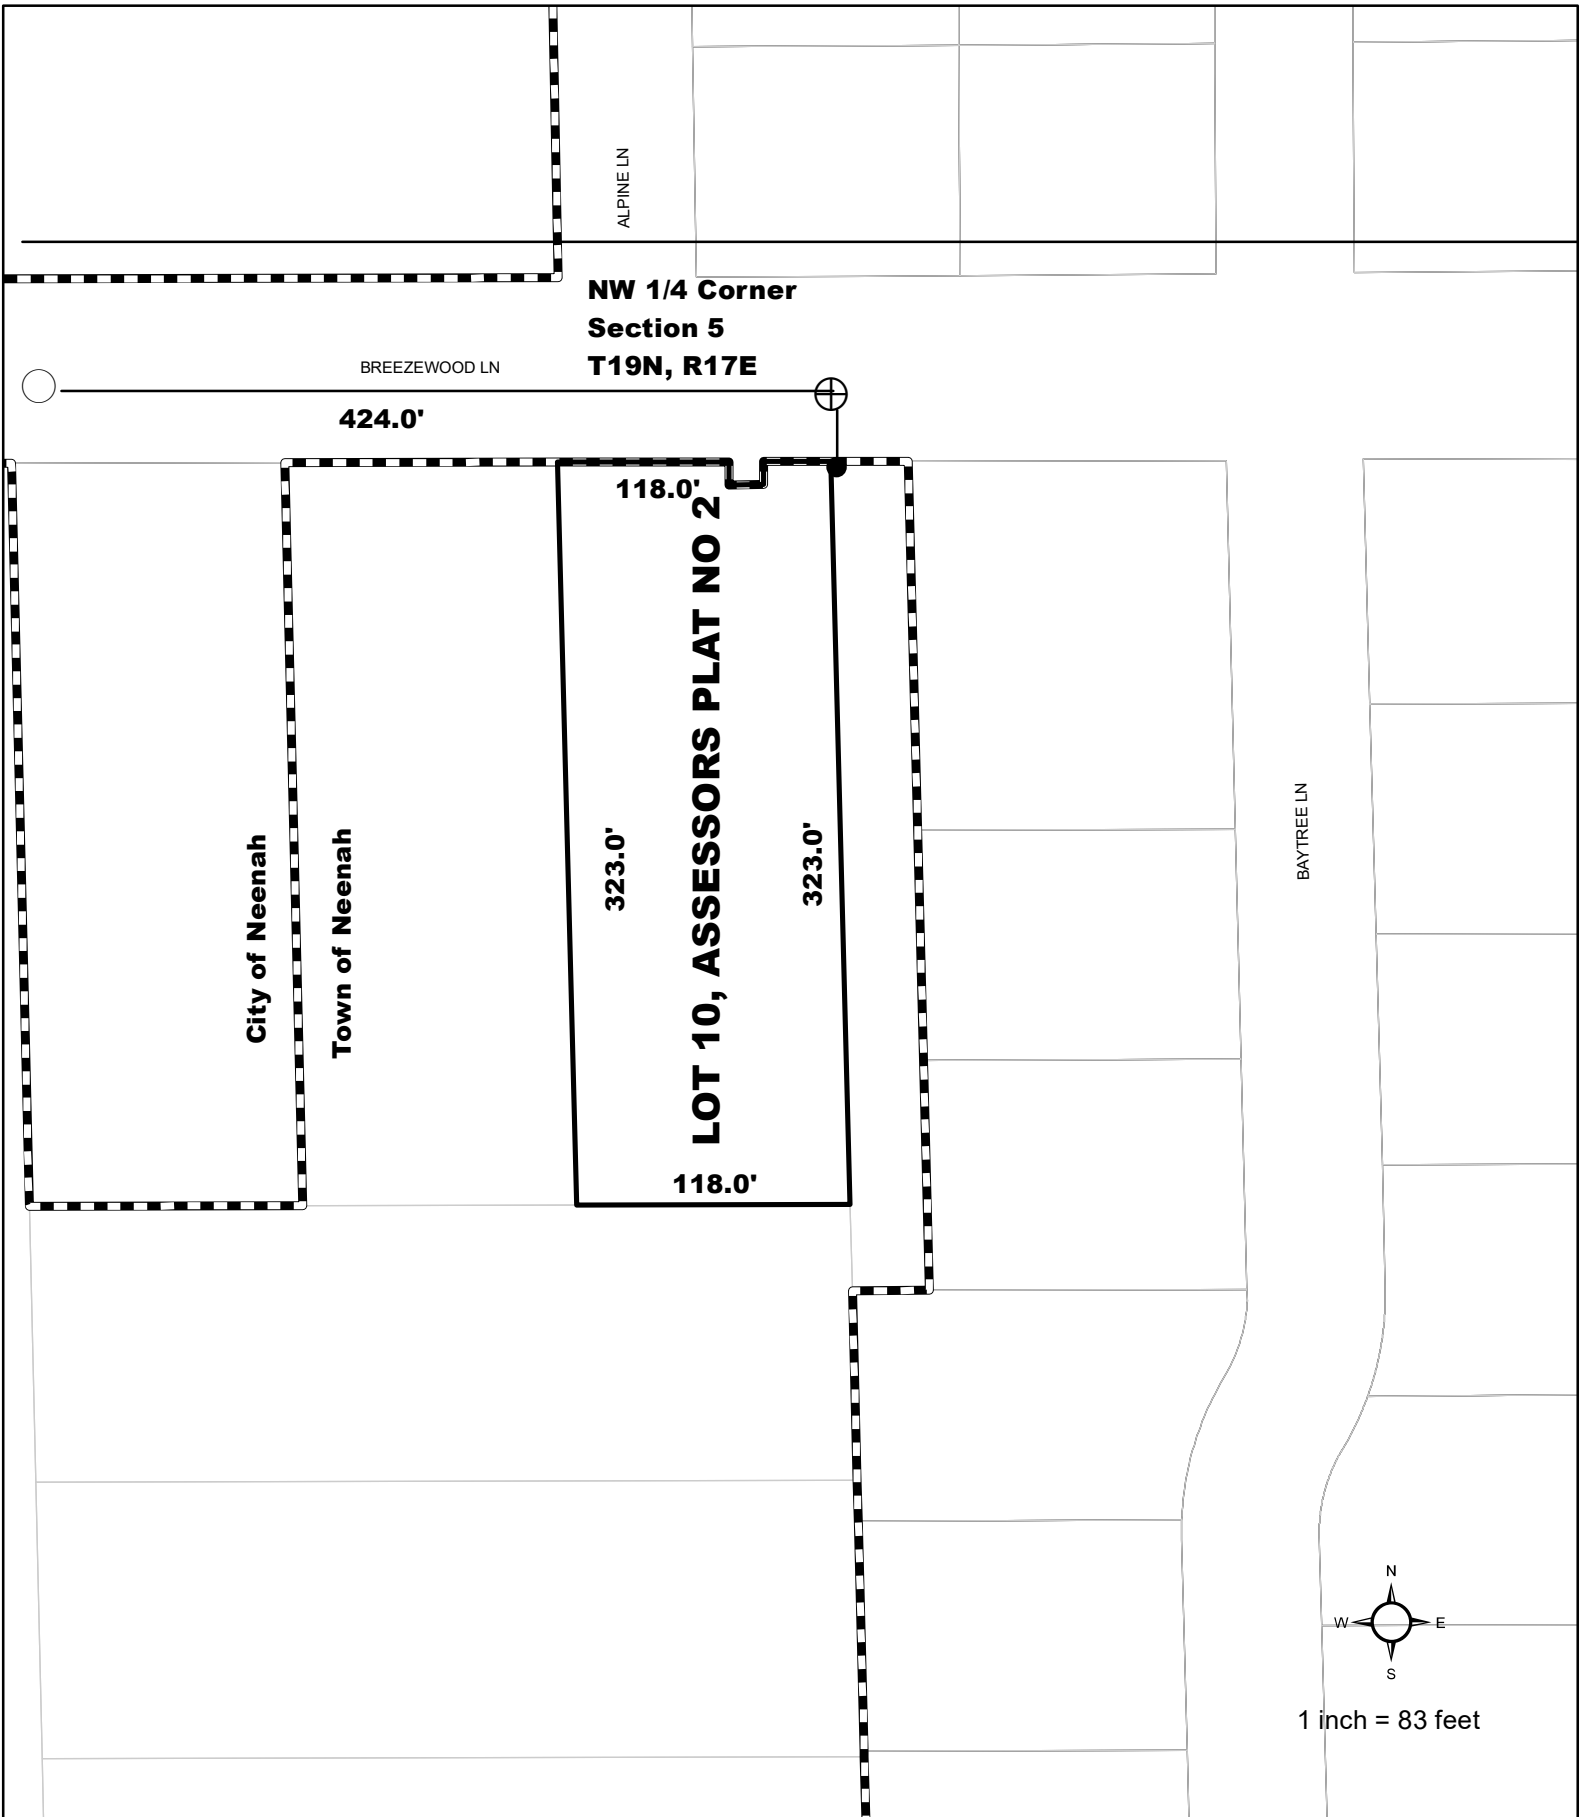 ALPINE LN
NW 1/4 Corner
Section 5
T19N, R17E
BREEZEWOOD LN
424.0'
118.0'
LOT 10, ASSESSORS PLAT NO 2
323.0'
323.0'
City of Neenah
Town of Neenah
BAYTREE LN
118.0'
N
W
E
S
1 inch = 83 feet